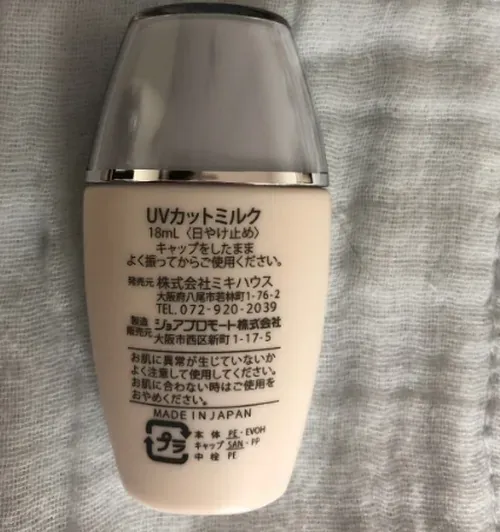 UVカットミルク
18mL〈日やけ止め〉
キャップをしたまま
よく振ってからご使用ください。
発売元 株式会社ミキハウス
大阪府八尾市若林町1-76-2
TEL.072-920-2039
製造販売元 ジュアプロモート株式会社
大阪市西区新町1-17-5
お肌に異常が生じていないか
よく注意して使用してください。
お肌に合わない時はご使用を
おやめください。
MADE IN JAPAN
プラ
本体 PE・EVOH
キャップ SAN・PP
中栓 PE